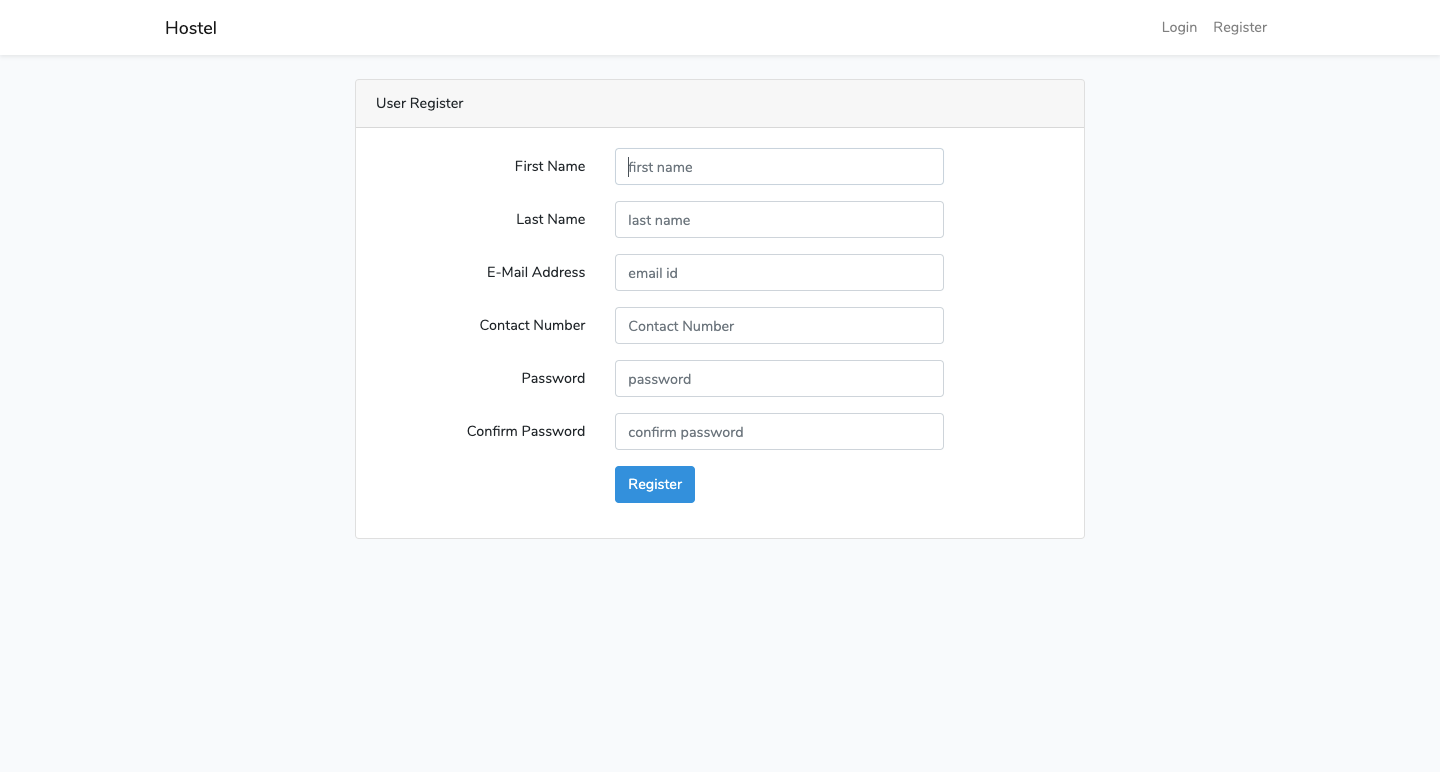 Hostel Login Register
User Register
First Name first name
Last Name last name
E-Mail Address email id
Contact Number Contact Number
Password password
Confirm Password confirm password
Register